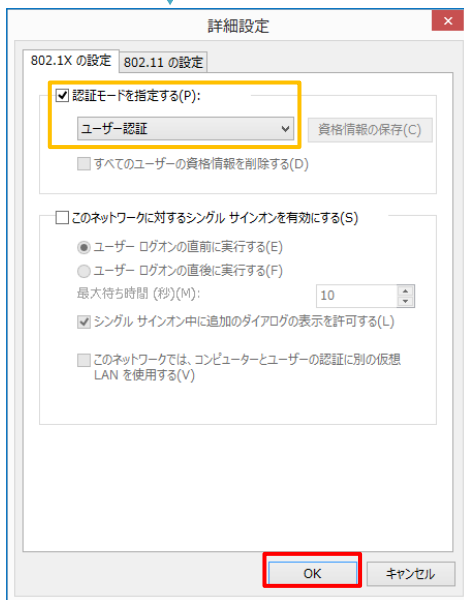 詳細設定
802.1X の設定 802.11 の設定
認証モードを指定する(P):
ユーザー認証 資格情報の保存(C)
すべてのユーザーの資格情報を削除する(D)
このネットワークに対するシングル サインオンを有効にする(S)
ユーザー ログオンの直前に実行する(E)
ユーザー ログオンの直後に実行する(F)
最大待ち時間 (秒)(M): 10
シングル サインオン中に追加のダイアログの表示を許可する(L)
このネットワークでは、コンピューターとユーザーの認証に別の仮想
LAN を使用する(V)
OK キャンセル